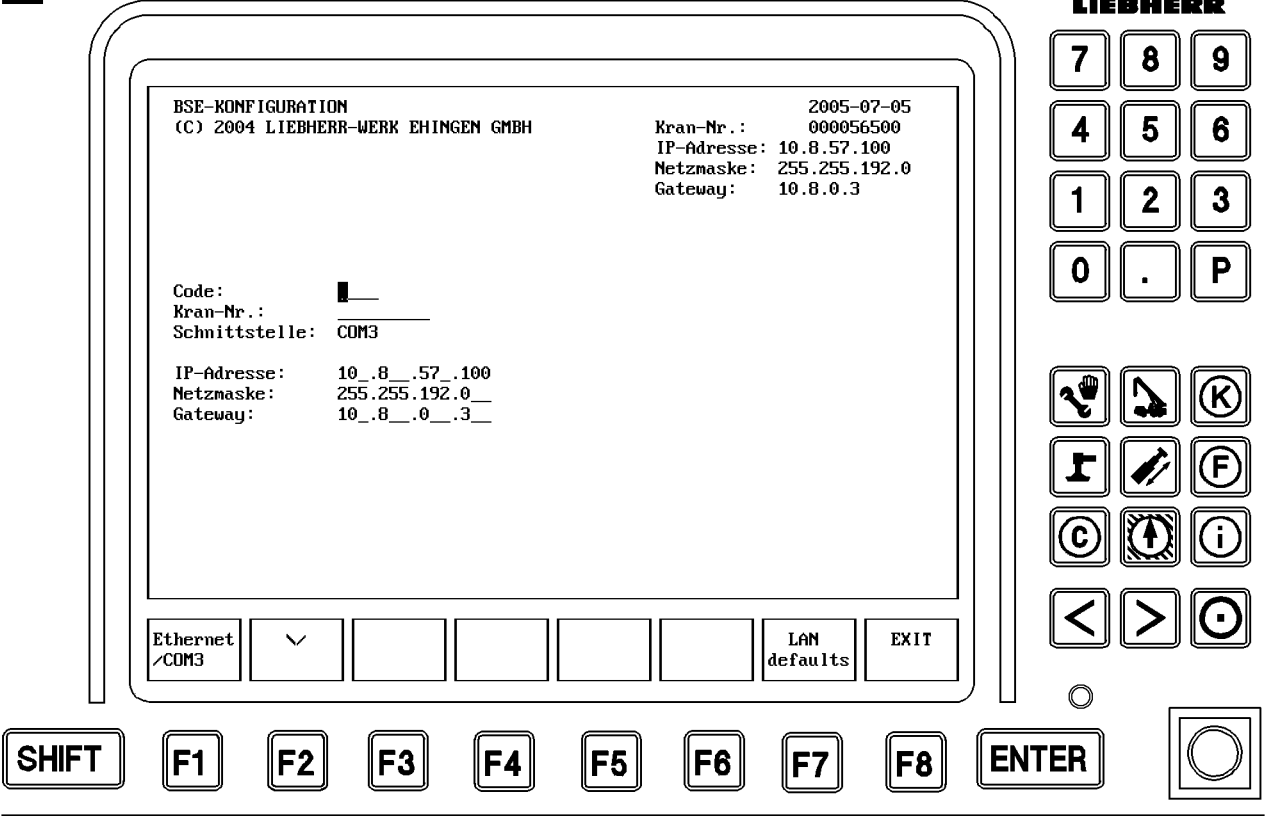 LIEBHERR
BSE-KONFIGURATION 2005-07-05
(C) 2004 LIEBHERR-WERK EHINGEN GMBH Kran-Nr.: 000056500
IP-Adresse: 10.8.57.100
Netzmaske: 255.255.192.0
Gateway: 10.8.0.3
Code: ____
Kran-Nr.: _________
Schnittstelle: COM3
IP-Adresse: 10_.8__.57_.100
Netzmaske: 255.255.192.0__
Gateway: 10_.8__.0__.3__
Ethernet
/COM3
LAN
defaults
EXIT
7 8 9
4 5 6
1 2 3
0 . P
K
F
C i
< >
SHIFT F1 F2 F3 F4 F5 F6 F7 F8 ENTER